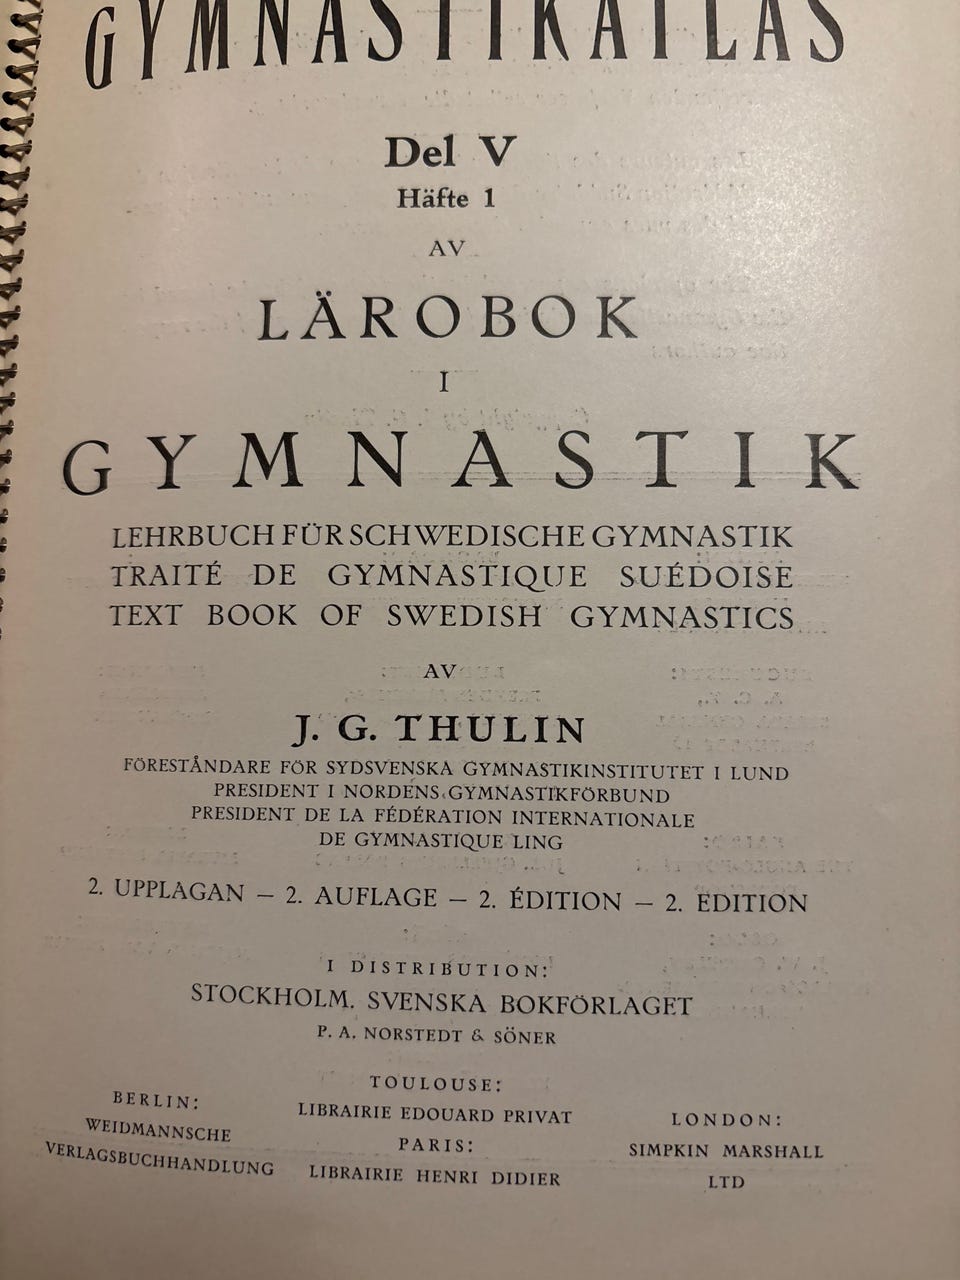 GYMNASTIKATLAS
Del V
Häfte 1
AV
LÄROBOK
I
GYMNASTIK
LEHRBUCH FÜR SCHWEDISCHE GYMNASTIK
TRAITÉ DE GYMNASTIQUE SUÉDOISE
TEXT BOOK OF SWEDISH GYMNASTICS
AV
J. G. THULIN
FÖRESTÅNDARE FÖR SYDSVENSKA GYMNASTIKINSTITUTET I LUND
PRESIDENT I NORDENS GYMNASTIKFÖRBUND
PRESIDENT DE LA FÉDÉRATION INTERNATIONALE
DE GYMNASTIQUE LING
2. UPPLAGAN – 2. AUFLAGE – 2. ÉDITION – 2. EDITION
I DISTRIBUTION:
STOCKHOLM. SVENSKA BOKFÖRLAGET
P. A. NORSTEDT & SÖNER
BERLIN:
WEIDMANNSCHE
VERLAGSBUCHHANDLUNG
TOULOUSE:
LIBRAIRIE EDOUARD PRIVAT
PARIS:
LIBRAIRIE HENRI DIDIER
LONDON:
SIMPKIN MARSHALL
LTD